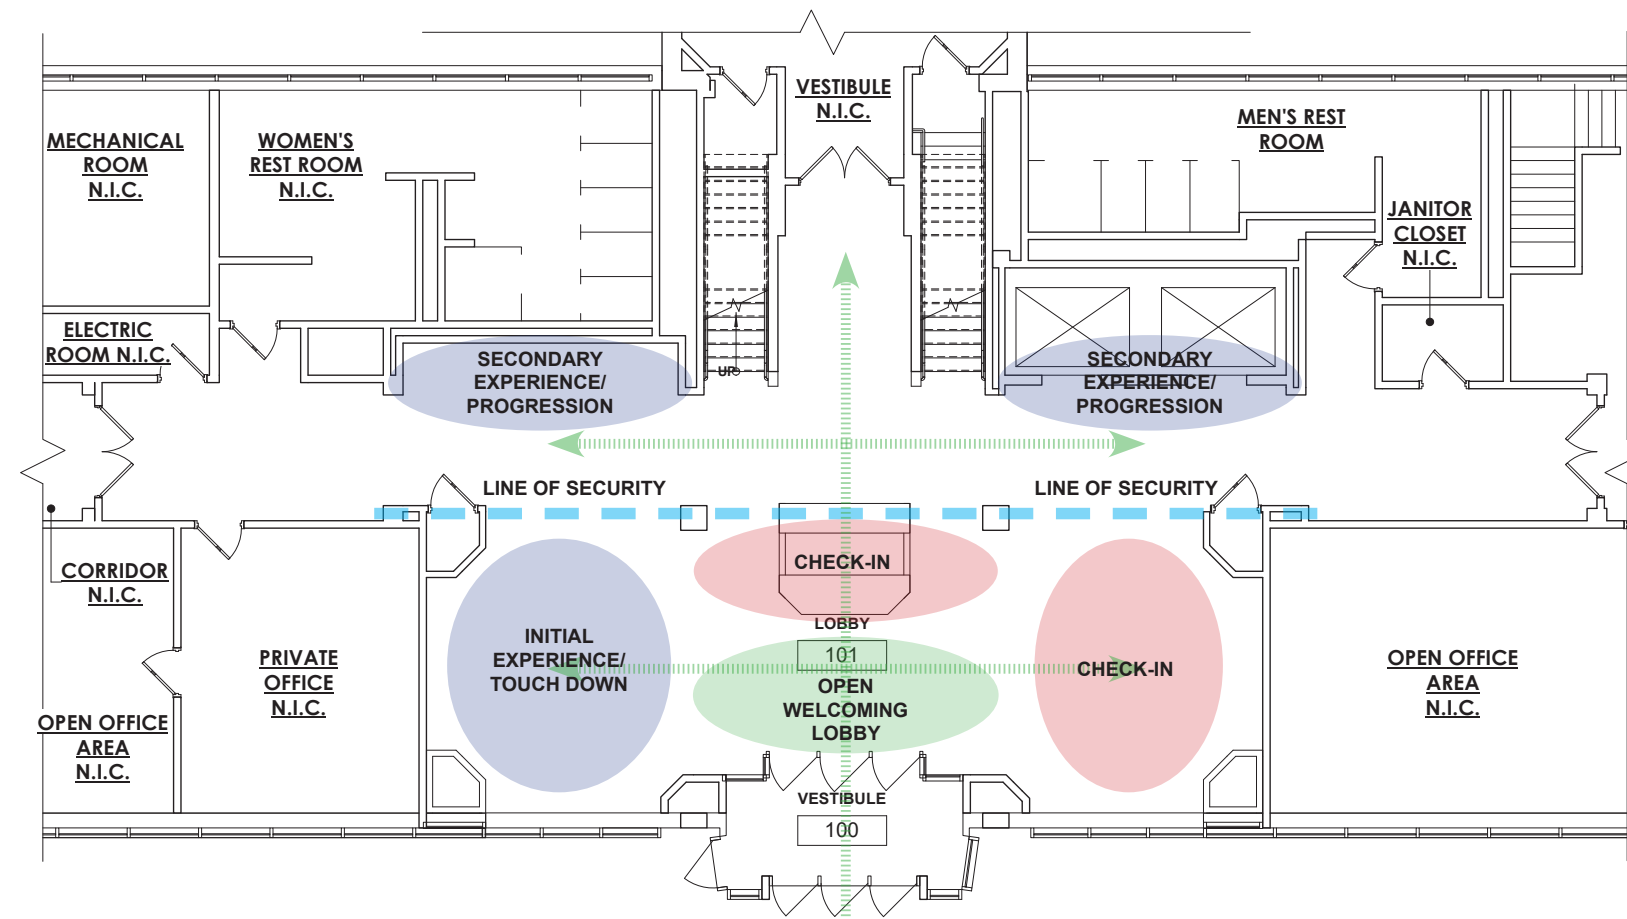 VESTIBULE
N.I.C.
MECHANICAL
ROOM
N.I.C.
WOMEN'S
REST ROOM
N.I.C.
MEN'S REST
ROOM
JANITOR
CLOSET
N.I.C.
ELECTRIC
ROOM N.I.C.
SECONDARY
EXPERIENCE/
PROGRESSION
UP
SECONDARY
EXPERIENCE/
PROGRESSION
LINE OF SECURITY
LINE OF SECURITY
CORRIDOR
N.I.C.
CHECK-IN
LOBBY
101
INITIAL
EXPERIENCE/
TOUCH DOWN
PRIVATE
OFFICE
N.I.C.
OPEN
WELCOMING
LOBBY
CHECK-IN
OPEN OFFICE
AREA
N.I.C.
OPEN OFFICE
AREA
N.I.C.
VESTIBULE
100